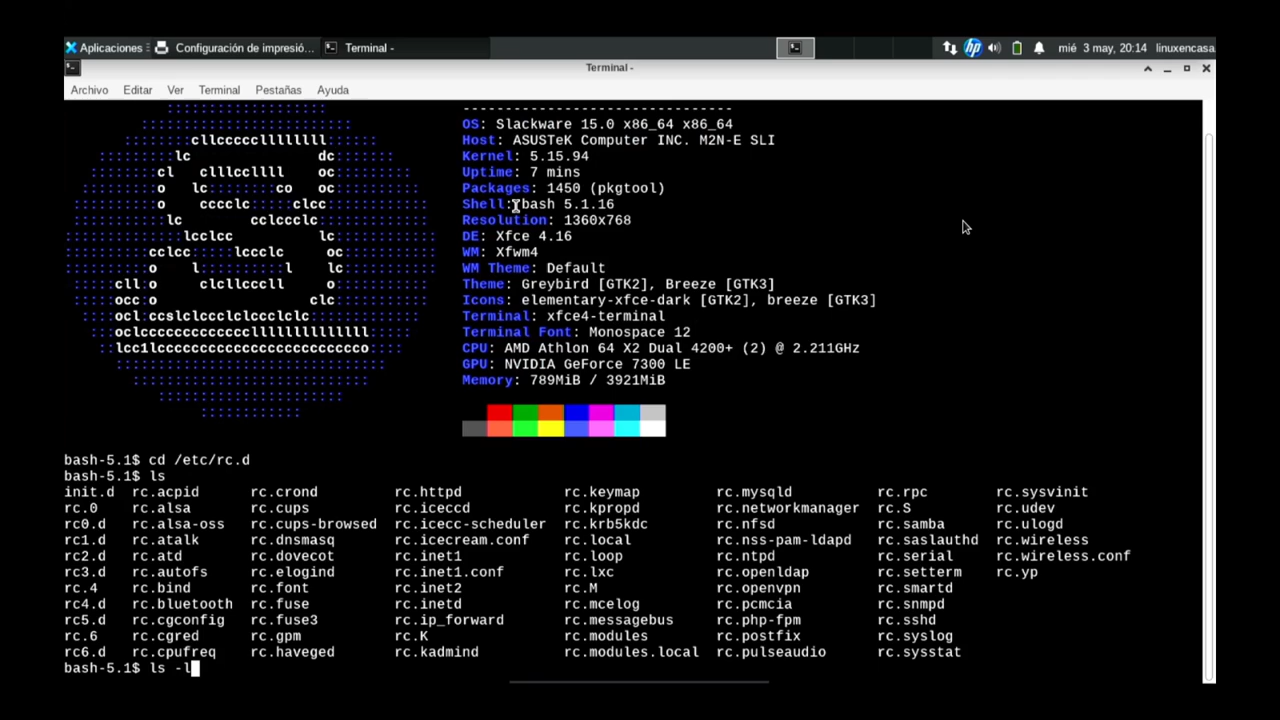 Aplicaciones Configuración de impresió... Terminal - mié 3 may, 20:14 linuxencasa
Terminal -
Archivo Editar Ver Terminal Pestañas Ayuda
-------------------------------
OS: Slackware 15.0 x86_64 x86_64
Host: ASUSTeK Computer INC. M2N-E SLI
Kernel: 5.15.94
Uptime: 7 mins
Packages: 1450 (pkgtool)
Shell: bash 5.1.16
Resolution: 1360x768
DE: Xfce 4.16
WM: Xfwm4
WM Theme: Default
Theme: Greybird [GTK2], Breeze [GTK3]
Icons: elementary-xfce-dark [GTK2], breeze [GTK3]
Terminal: xfce4-terminal
Terminal Font: Monospace 12
CPU: AMD Athlon 64 X2 Dual 4200+ (2) @ 2.211GHz
GPU: NVIDIA GeForce 7300 LE
Memory: 789MiB / 3921MiB
bash-5.1$ cd /etc/rc.d
bash-5.1$ ls
init.d rc.acpid rc.crond rc.httpd rc.keymap rc.mysqld rc.rpc rc.sysvinit
rc.0 rc.alsa rc.cups rc.iceccd rc.kpropd rc.networkmanager rc.S rc.udev
rc0.d rc.alsa-oss rc.cups-browsed rc.icecc-scheduler rc.krb5kdc rc.nfsd rc.samba rc.ulogd
rc1.d rc.atalk rc.dnsmasq rc.icecream.conf rc.local rc.nss-pam-ldapd rc.saslauthd rc.wireless
rc2.d rc.atd rc.dovecot rc.inet1 rc.loop rc.ntpd rc.serial rc.wireless.conf
rc3.d rc.autofs rc.elogind rc.inet1.conf rc.lxc rc.openldap rc.setterm rc.yp
rc.4 rc.bind rc.font rc.inet2 rc.M rc.openvpn rc.smartd
rc4.d rc.bluetooth rc.fuse rc.inetd rc.mcelog rc.pcmcia rc.snmpd
rc5.d rc.cgconfig rc.fuse3 rc.ip_forward rc.messagebus rc.php-fpm rc.sshd
rc.6 rc.cgred rc.gpm rc.K rc.modules rc.postfix rc.syslog
rc6.d rc.cpufreq rc.haveged rc.kadmind rc.modules.local rc.pulseaudio rc.sysstat
bash-5.1$ ls -l